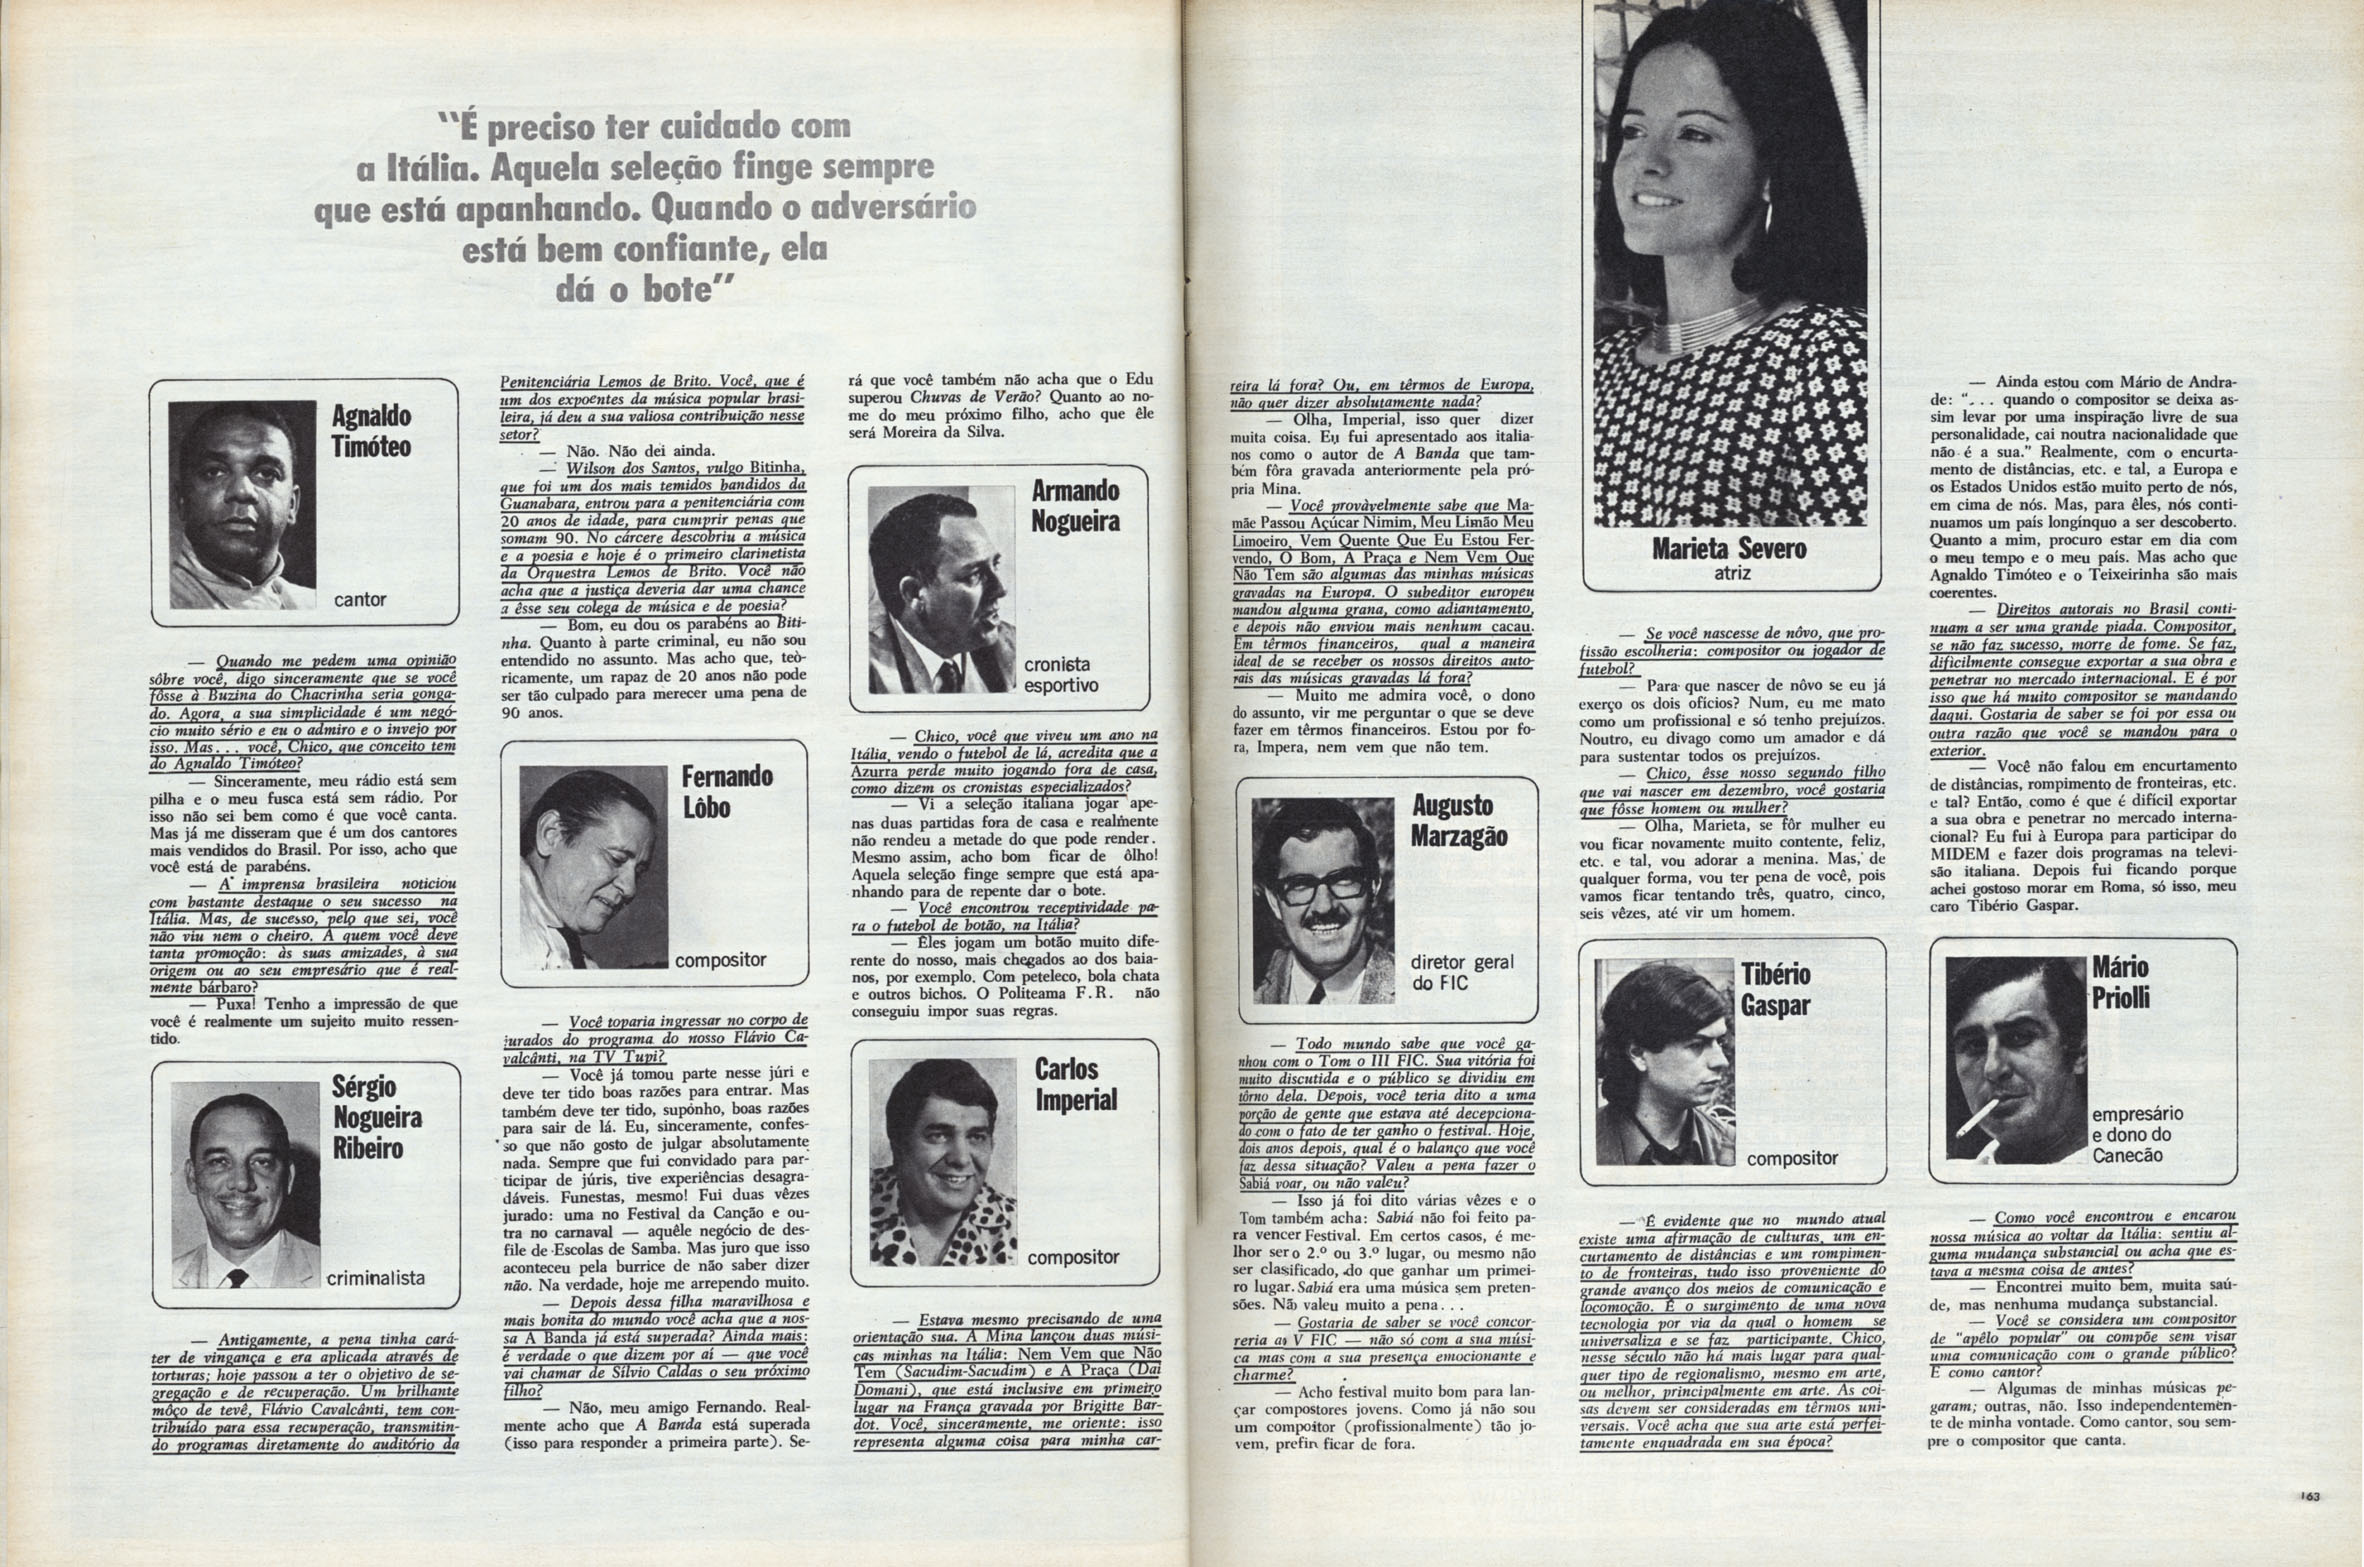 "É preciso ter cuidado com
a Itália. Aquela seleção finge sempre
que está apanhando. Quando o adversário
está bem confiante, ela
dá o bote"
Agnaldo
Timóteo
cantor
— Quando me pedem uma opinião
sôbre você, digo sinceramente que se você
fôsse à Buzina do Chacrinha seria gonga-
do. Agora, a sua simplicidade é um negó-
cio muito sério e eu o admiro e o invejo por
isso. Mas... você, Chico, que conceito tem
do Agnaldo Timóteo?
— Sinceramente, meu rádio está sem
pilha e o meu fusca está sem rádio. Por
isso não sei bem como é que você canta.
Mas já me disseram que é um dos cantores
mais vendidos do Brasil. Por isso, acho que
você está de parabéns.
— A imprensa brasileira noticiou
com bastante destaque o seu sucesso na
Itália. Mas, de sucesso, pelo que sei, você
não viu nem o cheiro. A quem você deve
tanta promoção: às suas amizades, à sua
origem ou ao seu empresário que é real-
mente bárbaro?
— Puxa! Tenho a impressão de que
você é realmente um sujeito muito ressen-
tido.
Sérgio
Nogueira
Ribeiro
criminalista
— Antigamente, a pena tinha cará-
ter de vingança e era aplicada através de
torturas; hoje passou a ter o objetivo de se-
gregação e de recuperação. Um brilhante
môço de tevê, Flávio Cavalcânti, tem con-
tribuído para essa recuperação, transmitin-
do programas diretamente do auditório da
Penitenciária Lemos de Brito. Você, que é
um dos expoentes da música popular brasi-
leira, já deu a sua valiosa contribuição nesse
setor?
— Não. Não dei ainda.
— Wilson dos Santos, vulgo Bitinha,
que foi um dos mais temidos bandidos da
Guanabara, entrou para a penitenciária com
20 anos de idade, para cumprir penas que
somam 90. No cárcere descobriu a música
e a poesia e hoje é o primeiro clarinetista
da Orquestra Lemos de Brito. Você não
acha que a justiça deveria dar uma chance
a êsse seu colega de música e de poesia?
— Bom, eu dou os parabéns ao Biti-
nha. Quanto à parte criminal, eu não sou
entendido no assunto. Mas acho que, teò-
ricamente, um rapaz de 20 anos não pode
ser tão culpado para merecer uma pena de
90 anos.
Fernando
Lôbo
compositor
— Você toparia ingressar no corpo de
jurados do programa do nosso Flávio Ca-
valcânti, na TV Tupi?
— Você já tomou parte nesse júri e
deve ter tido boas razões para entrar. Mas
também deve ter tido, suponho, boas razões
para sair de lá. Eu, sinceramente, confes-
so que não gosto de julgar absolutamente
nada. Sempre que fui convidado para par-
ticipar de júris, tive experiências desagra-
dáveis. Funestas, mesmo! Fui duas vêzes
jurado: uma no Festival da Canção e ou-
tra no carnaval — aquêle negócio de des-
file de Escolas de Samba. Mas juro que isso
aconteceu pela burrice de não saber dizer
não. Na verdade, hoje me arrependo muito.
— Depois dessa filha maravilhosa e
mais bonita do mundo você acha que a nos-
sa A Banda já está superada? Ainda mais:
é verdade o que dizem por aí — que você
vai chamar de Sílvio Caldas o seu próximo
filho?
— Não, meu amigo Fernando. Real-
mente acho que A Banda está superada
(isso para responder a primeira parte). Se-
rá que você também não acha que o Edu
superou Chuvas de Verão? Quanto ao no-
me do meu próximo filho, acho que êle
será Moreira da Silva.
Armando
Nogueira
cronista
esportivo
— Chico, você que viveu um ano na
Itália, vendo o futebol de lá, acredita que a
Azurra perde muito jogando fora de casa,
como dizem os cronistas especializados?
— Vi a seleção italiana jogar ape-
nas duas partidas fora de casa e realmente
não rendeu a metade do que pode render.
Mesmo assim, acho bom ficar de ôlho!
Aquela seleção finge sempre que está apa-
nhando para de repente dar o bote.
— Você encontrou receptividade pa-
ra o futebol de botão, na Itália?
— Êles jogam um botão muito dife-
rente do nosso, mais chegados ao dos baia-
nos, por exemplo. Com peteleco, bola chata
e outros bichos. O Politeama F.R. não
conseguiu impor suas regras.
Carlos
Imperial
compositor
— Estava mesmo precisando de uma
orientação sua. A Mina lançou duas músi-
cas minhas na Itália: Nem Vem que Não
Tem (Sacudim-Sacudim) e A Praça (Dai
Domani), que está inclusive em primeiro
lugar na França gravada por Brigitte Bar-
dot. Você, sinceramente, me oriente: isso
representa alguma coisa para minha car-
reira lá fora? Ou, em têrmos de Europa,
não quer dizer absolutamente nada?
— Olha, Imperial, isso quer dizer
muita coisa. Eu fui apresentado aos italia-
nos como o autor de A Banda que tam-
bém fôra gravada anteriormente pela pró-
pria Mina.
— Você provàvelmente sabe que Ma-
mãe Passou Açúcar Nimim, Meu Limão Meu
Limoeiro, Vem Quente Que Eu Estou Fer-
vendo, O Bom, A Praça e Nem Vem Que
Não Tem são algumas das minhas músicas
gravadas na Europa. O subeditor europeu
mandou alguma grana, como adiantamento,
e depois não enviou mais nenhum cacau.
Em têrmos financeiros, qual a maneira
ideal de se receber os nossos direitos auto-
rais das músicas gravadas lá fora?
— Muito me admira você, o dono
do assunto, vir me perguntar o que se deve
fazer em têrmos financeiros. Estou por fo-
ra, Impera, nem vem que não tem.
Augusto
Marzagão
diretor geral
do FIC
— Todo mundo sabe que você ga-
nhou com o Tom o III FIC. Sua vitória foi
muito discutida e o público se dividiu em
tôrno dela. Depois, você teria dito a uma
porção de gente que estava até decepciona-
do com o fato de ter ganho o festival. Hoje,
dois anos depois, qual é o balanço que você
faz dessa situação? Valeu a pena fazer o
Sabiá voar, ou não valeu?
— Isso já foi dito várias vêzes e o
Tom também acha: Sabiá não foi feito pa-
ra vencer Festival. Em certos casos, é me-
lhor ser o 2.º ou 3.º lugar, ou mesmo não
ser classificado, do que ganhar um primei-
ro lugar. Sabiá era uma música sem preten-
sões. Não valeu muito a pena...
— Gostaria de saber se você concor-
reria ao V FIC — não só com a sua músi-
ca mas com a sua presença emocionante e
charme?
— Acho festival muito bom para lan-
çar compostores jovens. Como já não sou
um compoitor (profissionalmente) tão jo-
vem, prefin ficar de fora.
Marieta Severo
atriz
— Se você nascesse de nôvo, que pro-
fissão escolheria: compositor ou jogador de
futebol?
— Para que nascer de nôvo se eu já
exerço os dois ofícios? Num, eu me mato
como um profissional e só tenho prejuízos.
Noutro, eu divago como um amador e dá
para sustentar todos os prejuízos.
— Chico, êsse nosso segundo filho
que vai nascer em dezembro, você gostaria
que fôsse homem ou mulher?
— Olha, Marieta, se fôr mulher eu
vou ficar novamente muito contente, feliz,
etc. e tal, vou adorar a menina. Mas, de
qualquer forma, vou ter pena de você, pois
vamos ficar tentando três, quatro, cinco,
seis vêzes, até vir um homem.
Tibério
Gaspar
compositor
— É evidente que no mundo atual
existe uma afirmação de culturas, um en-
curtamento de distâncias e um rompimen-
to de fronteiras, tudo isso proveniente do
grande avanço dos meios de comunicação e
locomoção. É o surgimento de uma nova
tecnologia por via da qual o homem se
universaliza e se faz participante. Chico,
nesse século não há mais lugar para qual-
quer tipo de regionalismo, mesmo em arte,
ou melhor, principalmente em arte. As coi-
sas devem ser consideradas em têrmos uni-
versais. Você acha que sua arte está perfei-
tamente enquadrada em sua época?
— Ainda estou com Mário de Andra-
de: "... quando o compositor se deixa as-
sim levar por uma inspiração livre de sua
personalidade, cai noutra nacionalidade que
não é a sua." Realmente, com o encurta-
mento de distâncias, etc. e tal, a Europa e
os Estados Unidos estão muito perto de nós,
em cima de nós. Mas, para êles, nós conti-
nuamos um país longínquo a ser descoberto.
Quanto a mim, procuro estar em dia com
o meu tempo e o meu país. Mas acho que
Agnaldo Timóteo e o Teixeirinha são mais
coerentes.
— Direitos autorais no Brasil conti-
nuam a ser uma grande piada. Compositor,
se não faz sucesso, morre de fome. Se faz,
dificilmente consegue exportar a sua obra e
penetrar no mercado internacional. E é por
isso que há muito compositor se mandando
daqui. Gostaria de saber se foi por essa ou
outra razão que você se mandou para o
exterior.
— Você não falou em encurtamento
de distâncias, rompimento de fronteiras, etc.
e tal? Então, como é que é difícil exportar
a sua obra e penetrar no mercado interna-
cional? Eu fui à Europa para participar do
MIDEM e fazer dois programas na televi-
são italiana. Depois fui ficando porque
achei gostoso morar em Roma, só isso, meu
caro Tibério Gaspar.
Mário
Priolli
empresário
e dono do
Canecão
— Como você encontrou e encarou
nossa música ao voltar da Itália: sentiu al-
guma mudança substancial ou acha que es-
tava a mesma coisa de antes?
— Encontrei muito bem, muita saú-
de, mas nenhuma mudança substancial.
— Você se considera um compositor
de "apêlo popular" ou compõe sem visar
uma comunicação com o grande público?
E como cantor?
— Algumas de minhas músicas pe-
garam; outras, não. Isso independentemen-
te de minha vontade. Como cantor, sou sem-
pre o compositor que canta.
163